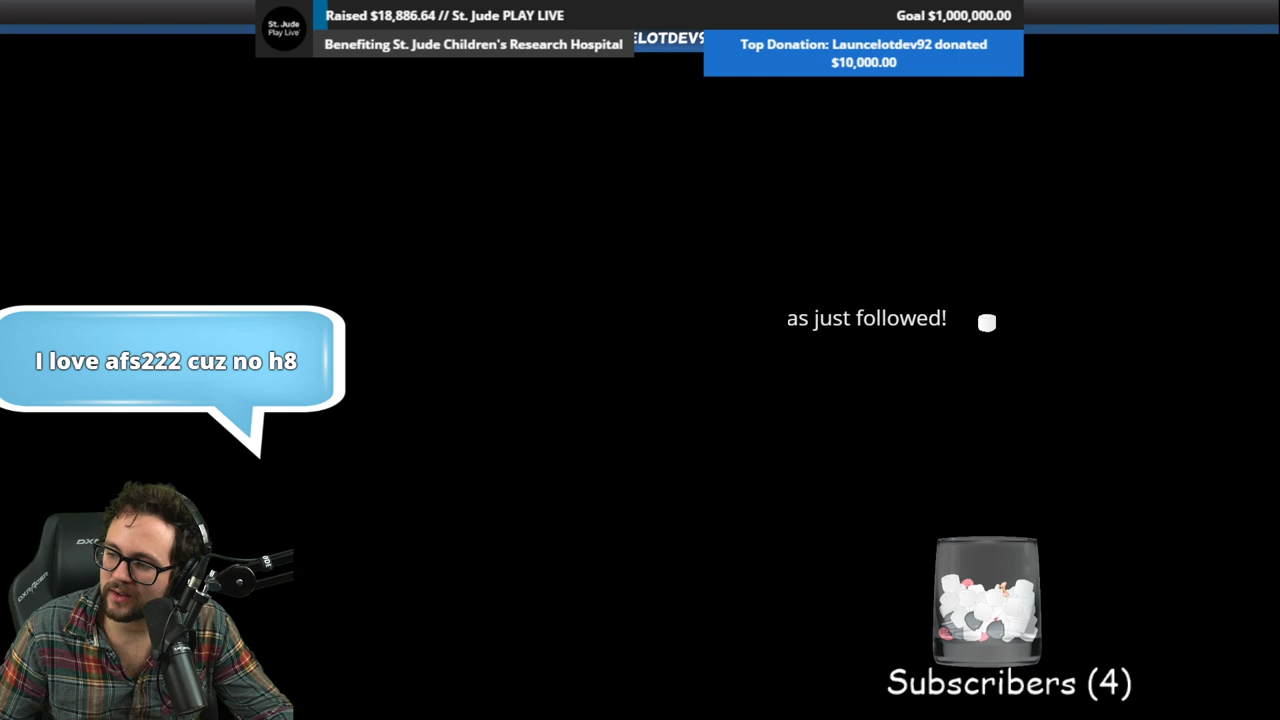 St. Jude
PLAY LIVE
Raised $18,886.64 // St. Jude PLAY LIVE
Goal $1,000,000.00
Benefiting St. Jude Children's Research Hospital
ELOTDEV9
Top Donation: Launcelotdev92 donated
$10,000.00
as just followed!
I love afs222 cuz no h8
DXRACER
Subscribers (4)